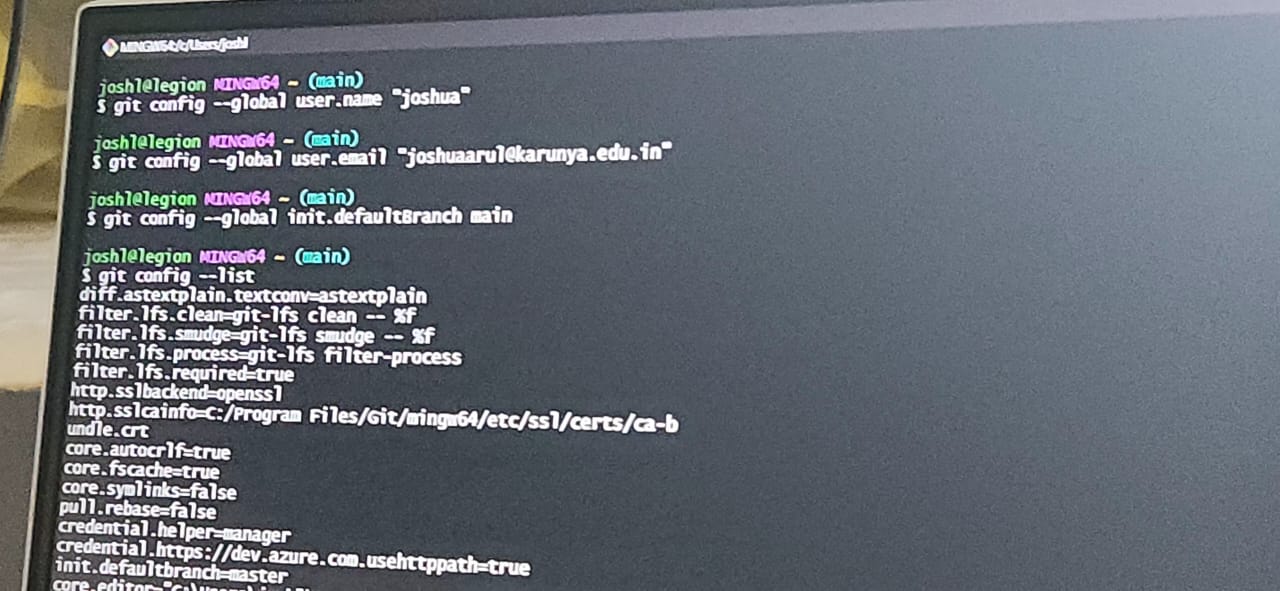 MINGW64:/c/Users/joshl
joshl@legion MINGW64 ~ (main)
$ git config --global user.name "joshua"
joshl@legion MINGW64 ~ (main)
$ git config --global user.email "joshuaarul@karunya.edu.in"
joshl@legion MINGW64 ~ (main)
$ git config --global init.defaultBranch main
joshl@legion MINGW64 ~ (main)
$ git config --list
diff.astextplain.textconv=astextplain
filter.lfs.clean=git-lfs clean -- %f
filter.lfs.smudge=git-lfs smudge -- %f
filter.lfs.process=git-lfs filter-process
filter.lfs.required=true
http.sslbackend=openssl
http.sslcainfo=C:/Program Files/Git/mingw64/etc/ssl/certs/ca-b
undle.crt
core.autocrlf=true
core.fscache=true
core.symlinks=false
pull.rebase=false
credential.helper=manager
credential.https://dev.azure.com.usehttppath=true
init.defaultbranch=master